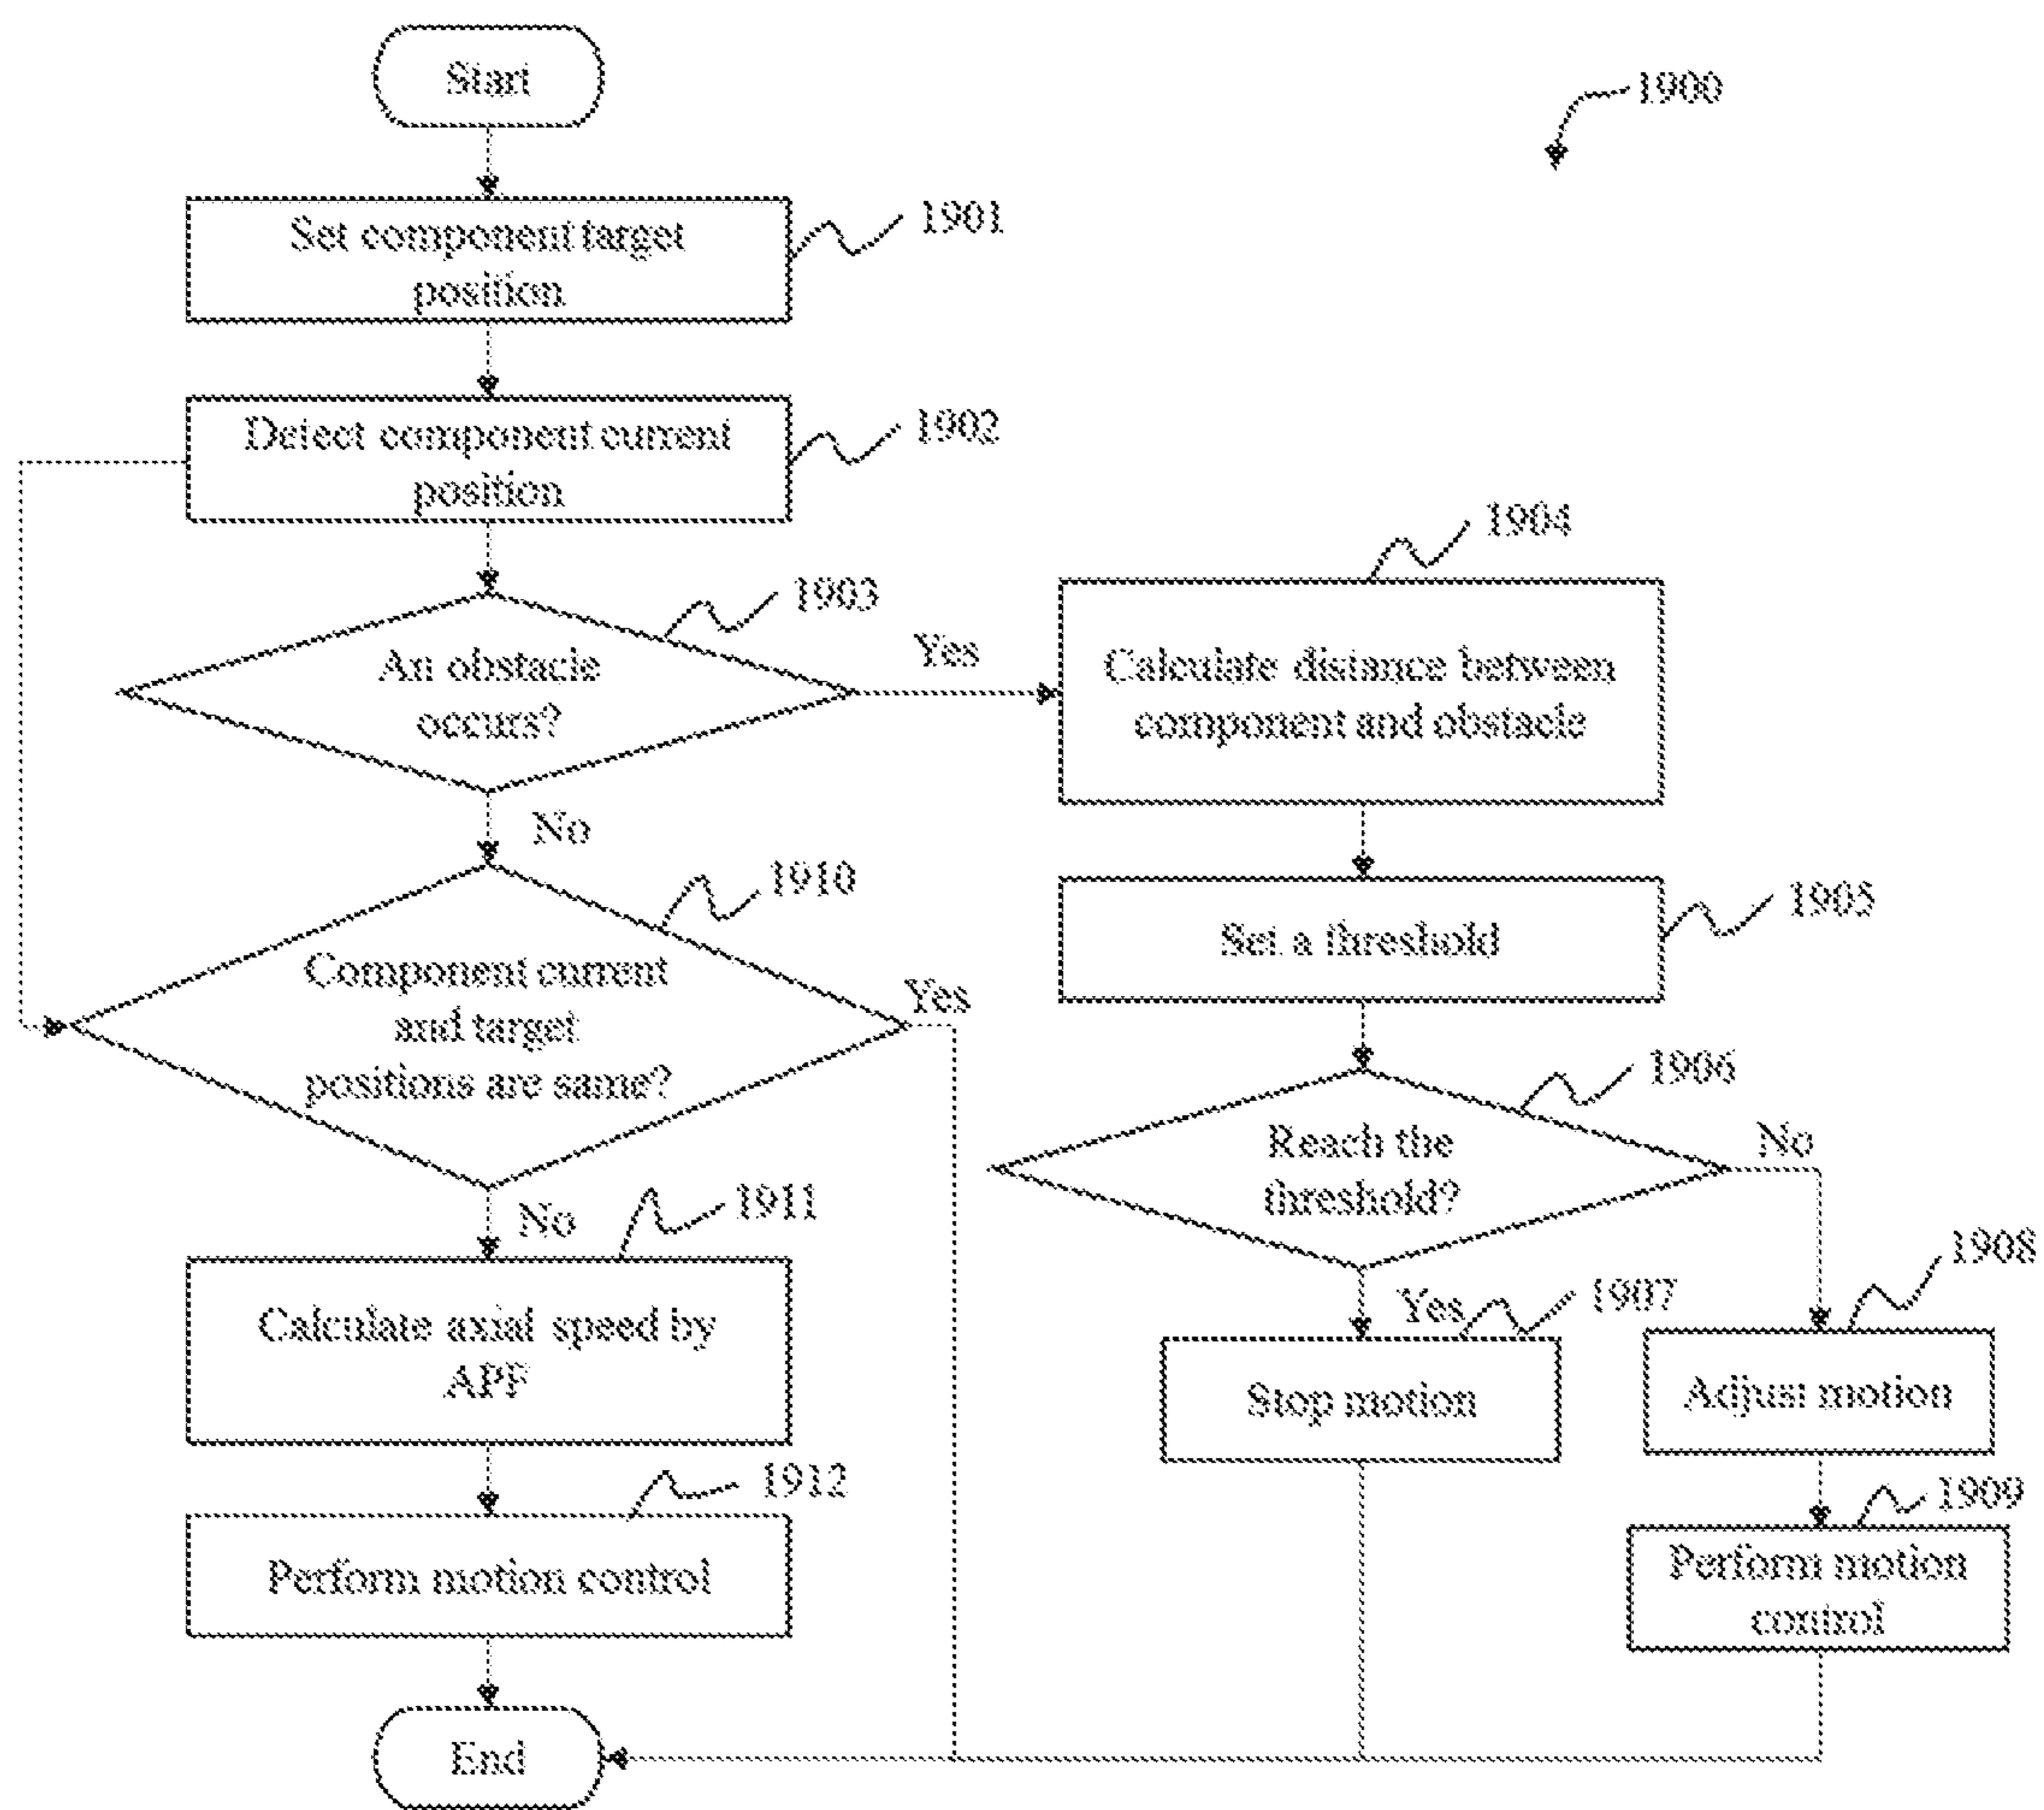 Start
1900
Set component target
position
1901
Detect component current
position
1902
An obstacle
occurs?
1903
Yes
No
1904
Calculate distance between
component and obstacle
Set a threshold
1905
Component current
and target
positions are same?
1910
Yes
No
Reach the
threshold?
1906
No
Yes
1907
Stop motion
1908
Adjust motion
1909
Perform motion
control
1911
Calculate axial speed by
APF
1912
Perform motion control
End